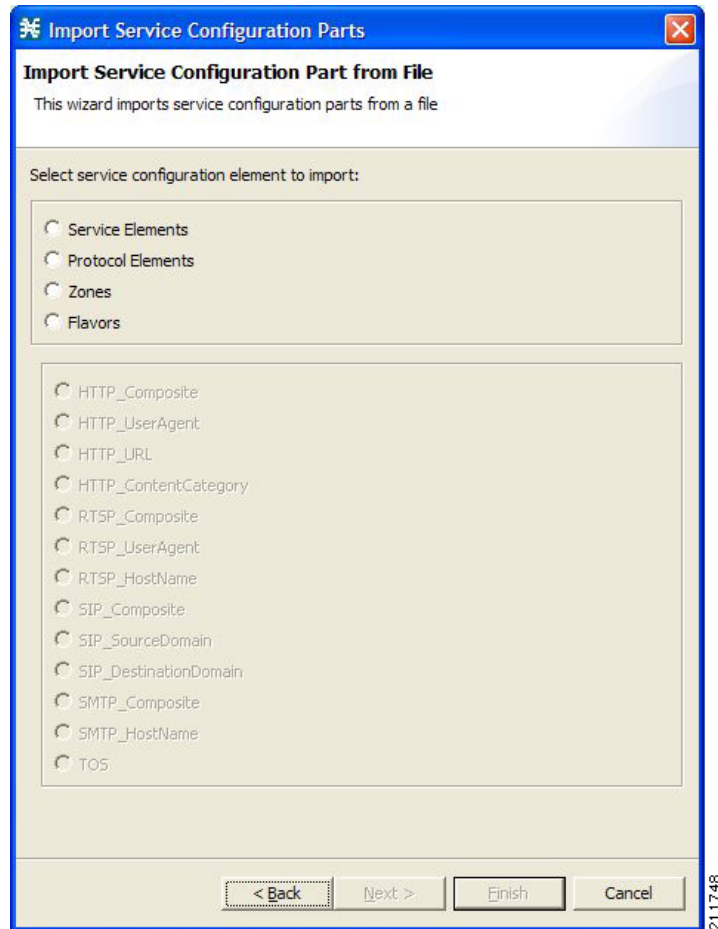 Import Service Configuration Parts
Import Service Configuration Part from File
This wizard imports service configuration parts from a file
Select service configuration element to import:
Service Elements
Protocol Elements
Zones
Flavors
HTTP_Composite
HTTP_UserAgent
HTTP_URL
HTTP_ContentCategory
RTSP_Composite
RTSP_UserAgent
RTSP_HostName
SIP_Composite
SIP_SourceDomain
SIP_DestinationDomain
SMTP_Composite
SMTP_HostName
TOS
< Back Next > Finish Cancel
211748